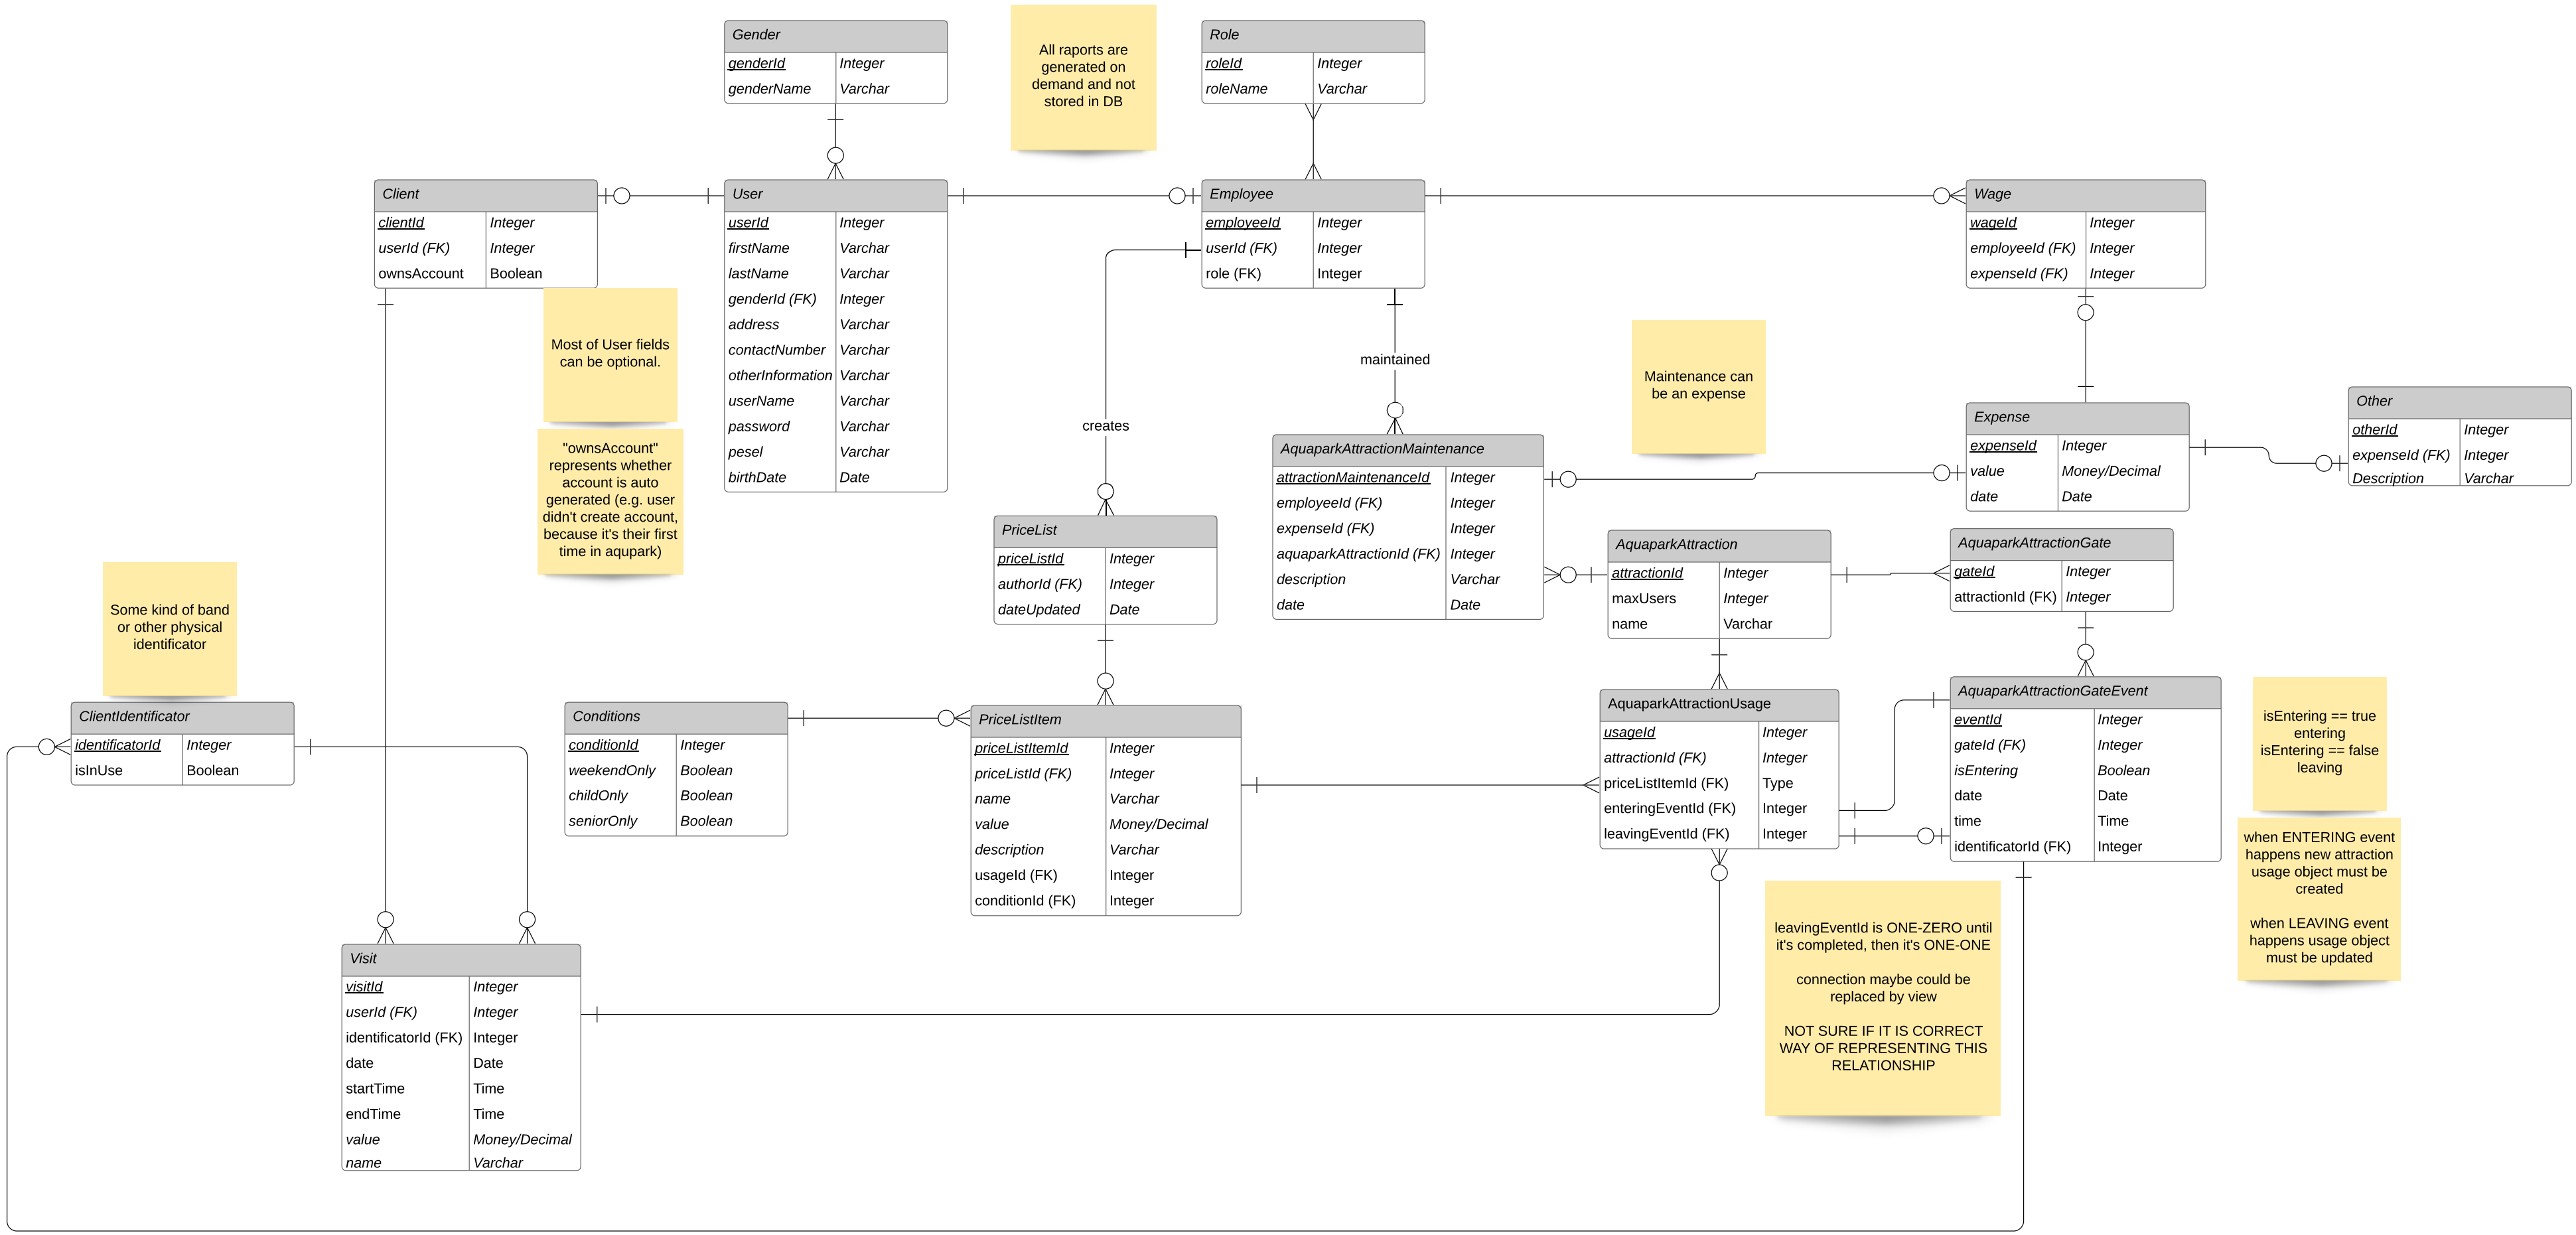 Gender
genderId Integer
genderName Varchar
All raports are
generated on
demand and not
stored in DB
Role
roleId Integer
roleName Varchar
Client
clientId Integer
userId (FK) Integer
ownsAccount Boolean
User
userId Integer
firstName Varchar
lastName Varchar
genderId (FK) Integer
address Varchar
contactNumber Varchar
otherInformation Varchar
userName Varchar
password Varchar
pesel Varchar
birthDate Date
Employee
employeeId Integer
userId (FK) Integer
role (FK) Integer
Wage
wageId Integer
employeeId (FK) Integer
expenseId (FK) Integer
Most of User fields
can be optional.
"ownsAccount"
represents whether
account is auto
generated (e.g. user
didn't create account,
because it's their first
time in aqupark)
creates
maintained
Maintenance can
be an expense
Expense
expenseId Integer
value Money/Decimal
date Date
Other
otherId Integer
expenseId (FK) Integer
Description Varchar
AquaparkAttractionMaintenance
attractionMaintenanceId Integer
employeeId (FK) Integer
expenseId (FK) Integer
aquaparkAttractionId (FK) Integer
description Varchar
date Date
PriceList
priceListId Integer
authorId (FK) Integer
dateUpdated Date
AquaparkAttraction
attractionId Integer
maxUsers Integer
name Varchar
AquaparkAttractionGate
gateId Integer
attractionId (FK) Integer
Some kind of band
or other physical
identificator
ClientIdentificator
identificatorId Integer
isInUse Boolean
Conditions
conditionId Integer
weekendOnly Boolean
childOnly Boolean
seniorOnly Boolean
PriceListItem
priceListItemId Integer
priceListId (FK) Integer
name Varchar
value Money/Decimal
description Varchar
usageId (FK) Integer
conditionId (FK) Integer
AquaparkAttractionUsage
usageId Integer
attractionId (FK) Integer
priceListItemId (FK) Type
enteringEventId (FK) Integer
leavingEventId (FK) Integer
AquaparkAttractionGateEvent
eventId Integer
gateId (FK) Integer
isEntering Boolean
date Date
time Time
identificatorId (FK) Integer
isEntering == true
entering
isEntering == false
leaving
when ENTERING event
happens new attraction
usage object must be
created
when LEAVING event
happens usage object
must be updated
leavingEventId is ONE-ZERO until
it's completed, then it's ONE-ONE
connection maybe could be
replaced by view
NOT SURE IF IT IS CORRECT
WAY OF REPRESENTING THIS
RELATIONSHIP
Visit
visitId Integer
userId (FK) Integer
identificatorId (FK) Integer
date Date
startTime Time
endTime Time
value Money/Decimal
name Varchar